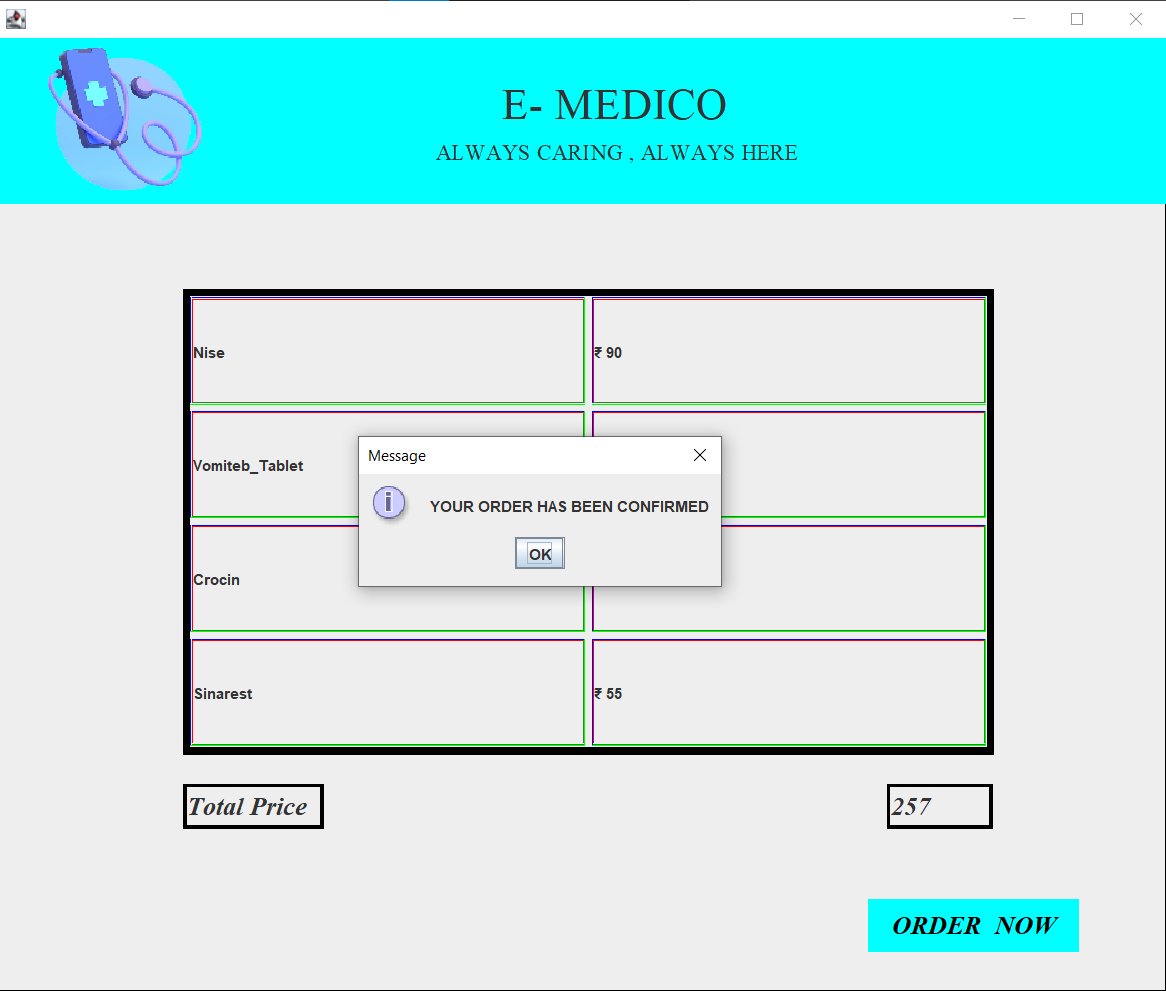 E- MEDICO
ALWAYS CARING , ALWAYS HERE
Nise ₹ 90
Vomiteb_Tablet
Message
YOUR ORDER HAS BEEN CONFIRMED
OK
Crocin
Sinarest ₹ 55
Total Price 257
ORDER NOW